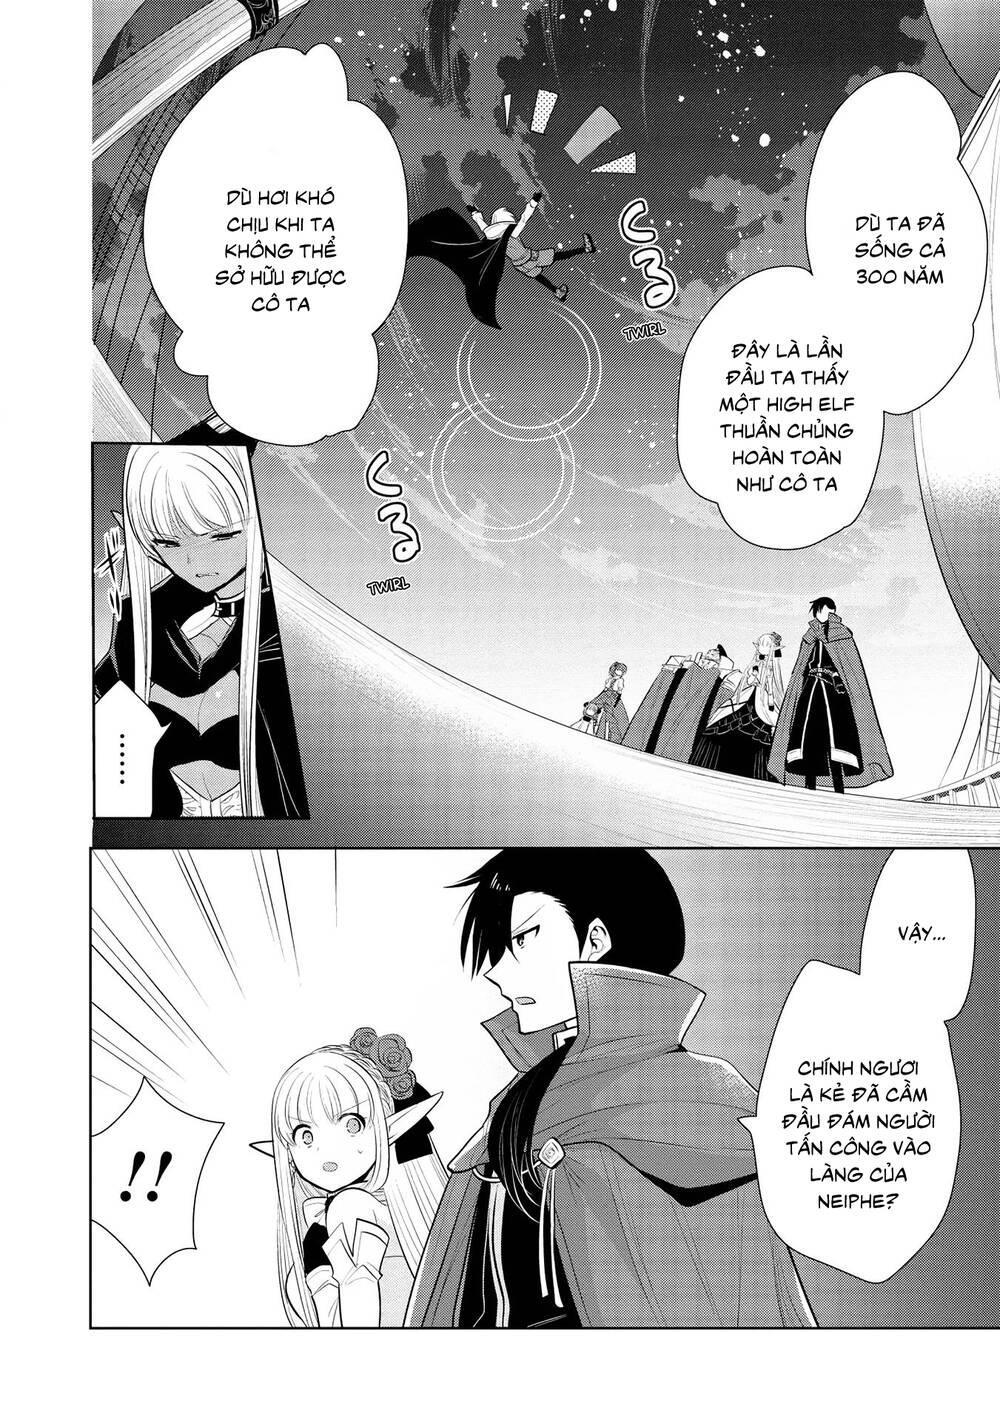 DÙ TA ĐÃ
SỐNG CẢ
300 NĂM
ĐÂY LÀ LẦN
ĐẦU TA THẤY
MỘT HIGH ELF
THUẦN CHỦNG
HOÀN TOÀN
NHƯ CÔ TA
くるっ
TWIRL
DÙ HƠI KHÓ
CHỊU KHI TA
KHÔNG THỂ
SỞ HỮU ĐƯỢC
CÔ TA
くるっ
TWIRL
........
VẬY...
CHÍNH NGƯƠI
LÀ KẺ ĐÃ CẦM
ĐẦU ĐÁM NGƯỜI
TẤN CÔNG VÀO
LÀNG CỦA
NEIPHE?
!!